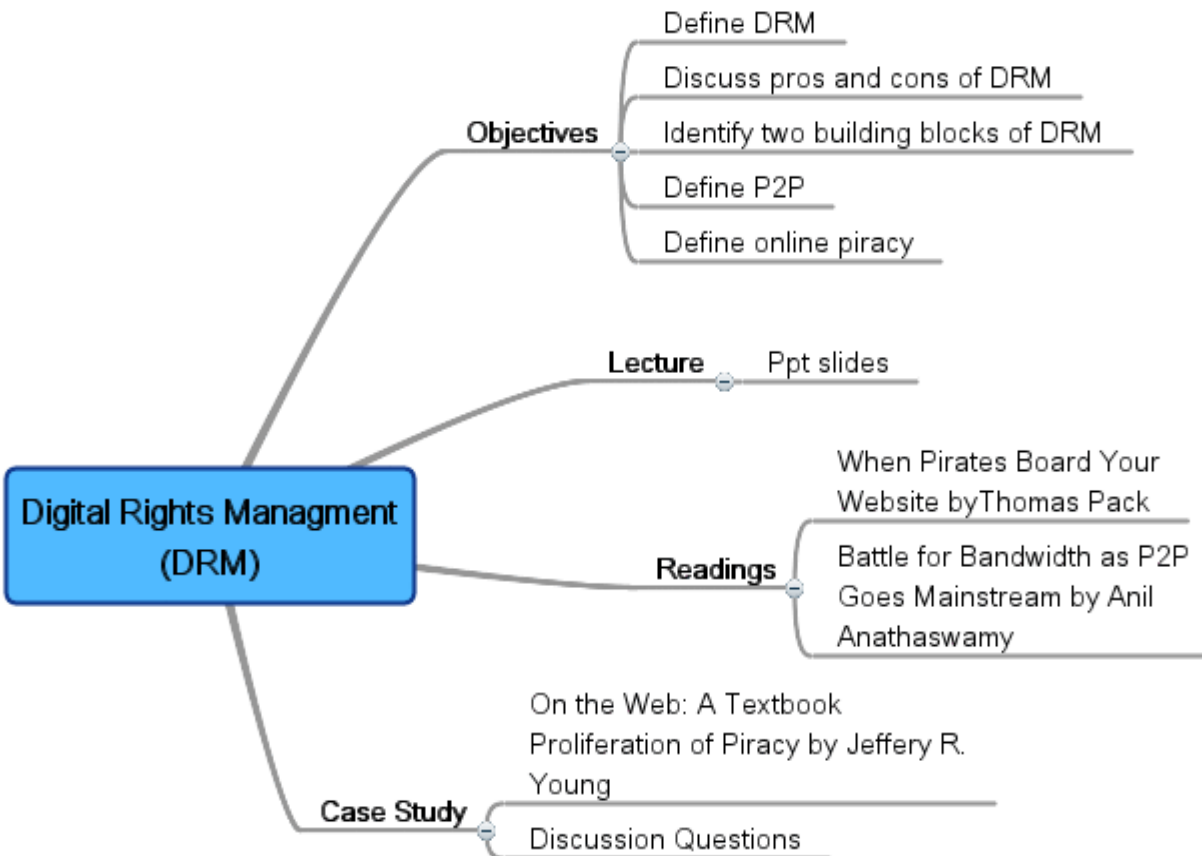 Digital Rights Managment
(DRM)
Objectives
Define DRM
Discuss pros and cons of DRM
Identify two building blocks of DRM
Define P2P
Define online piracy
Lecture
Ppt slides
Readings
When Pirates Board Your
Website byThomas Pack
Battle for Bandwidth as P2P
Goes Mainstream by Anil
Anathaswamy
Case Study
On the Web: A Textbook
Proliferation of Piracy by Jeffery R.
Young
Discussion Questions